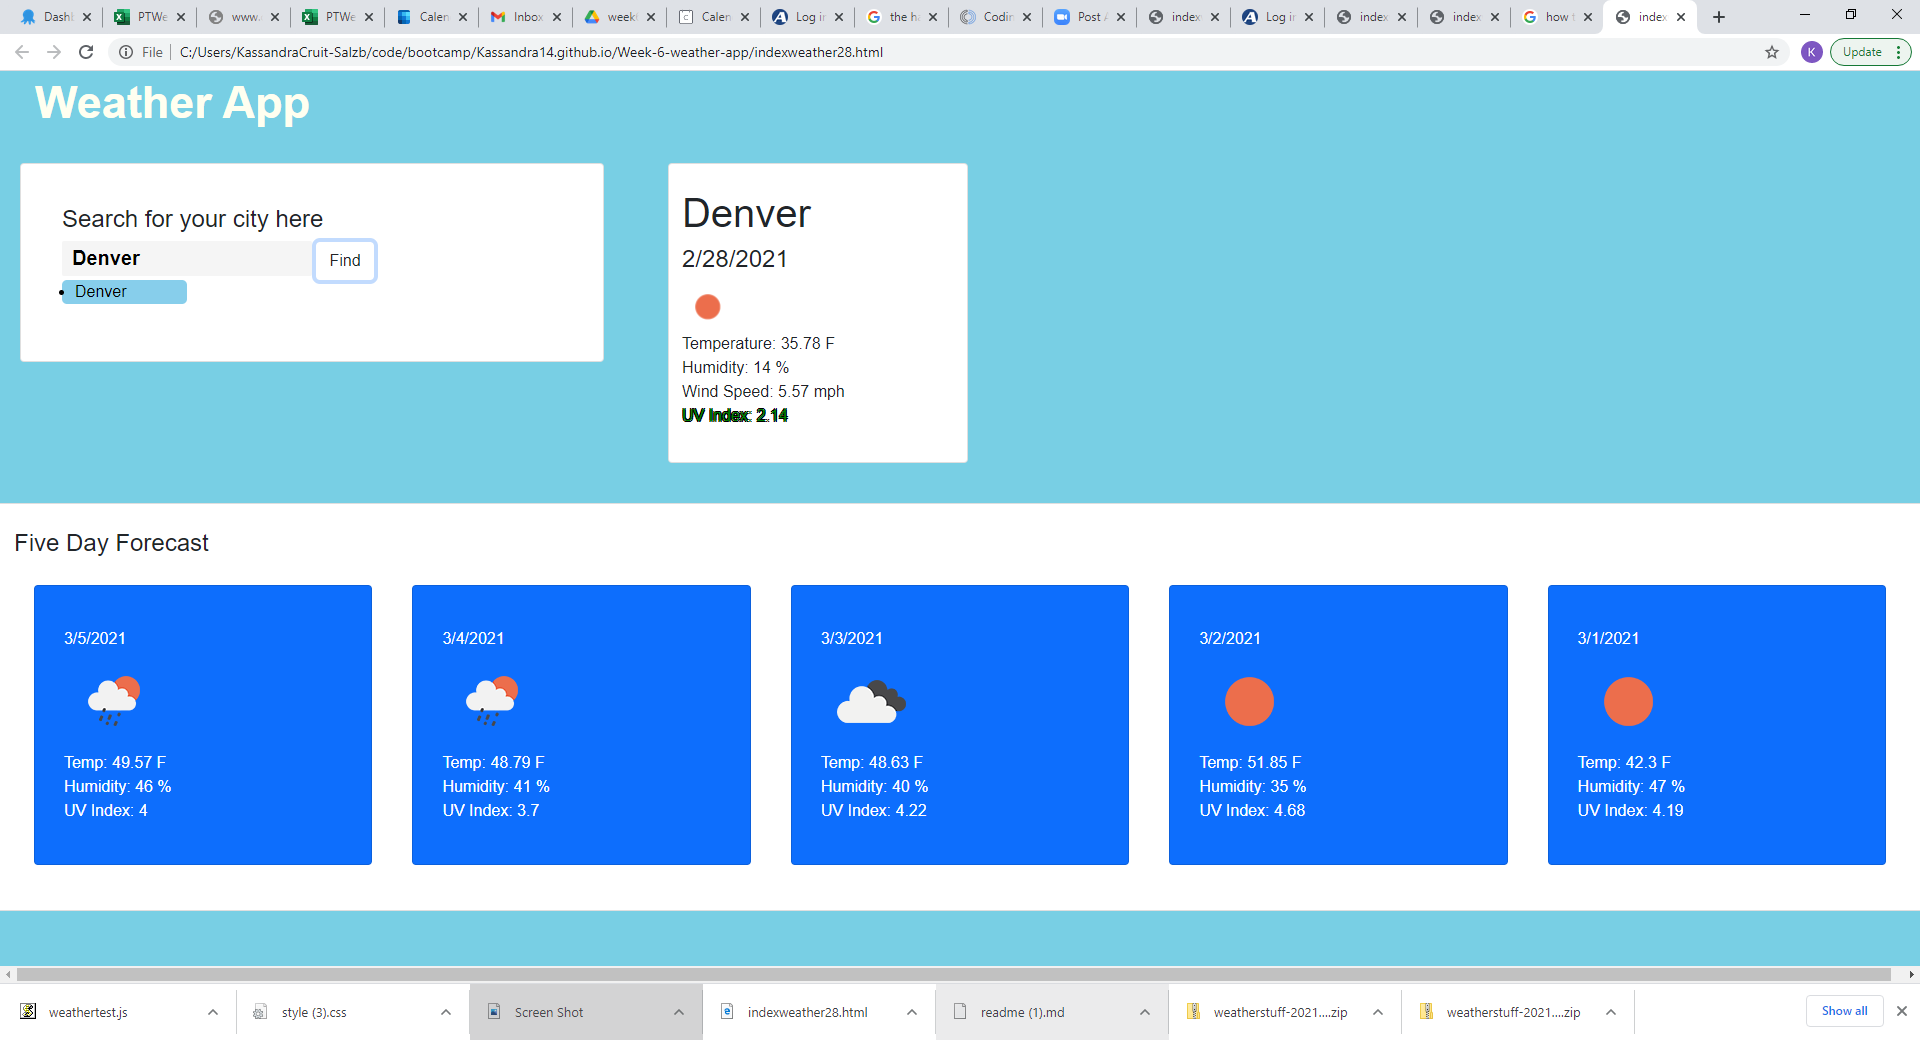 Dash PTWe www. PTWe Calen Inbox week Calen Log in the ha Codin Post A index Log in index index how t index
File C:/Users/KassandraCruit-Salzb/code/bootcamp/Kassandra14.github.io/Week-6-weather-app/indexweather28.html K Update
Weather App
Search for your city here
Denver Find
Denver
Denver
2/28/2021
Temperature: 35.78 F
Humidity: 14 %
Wind Speed: 5.57 mph
UV Index: 2.14
Five Day Forecast
3/5/2021
Temp: 49.57 F
Humidity: 46 %
UV Index: 4
3/4/2021
Temp: 48.79 F
Humidity: 41 %
UV Index: 3.7
3/3/2021
Temp: 48.63 F
Humidity: 40 %
UV Index: 4.22
3/2/2021
Temp: 51.85 F
Humidity: 35 %
UV Index: 4.68
3/1/2021
Temp: 42.3 F
Humidity: 47 %
UV Index: 4.19
weathertest.js style (3).css Screen Shot indexweather28.html readme (1).md weatherstuff-2021....zip weatherstuff-2021....zip Show all